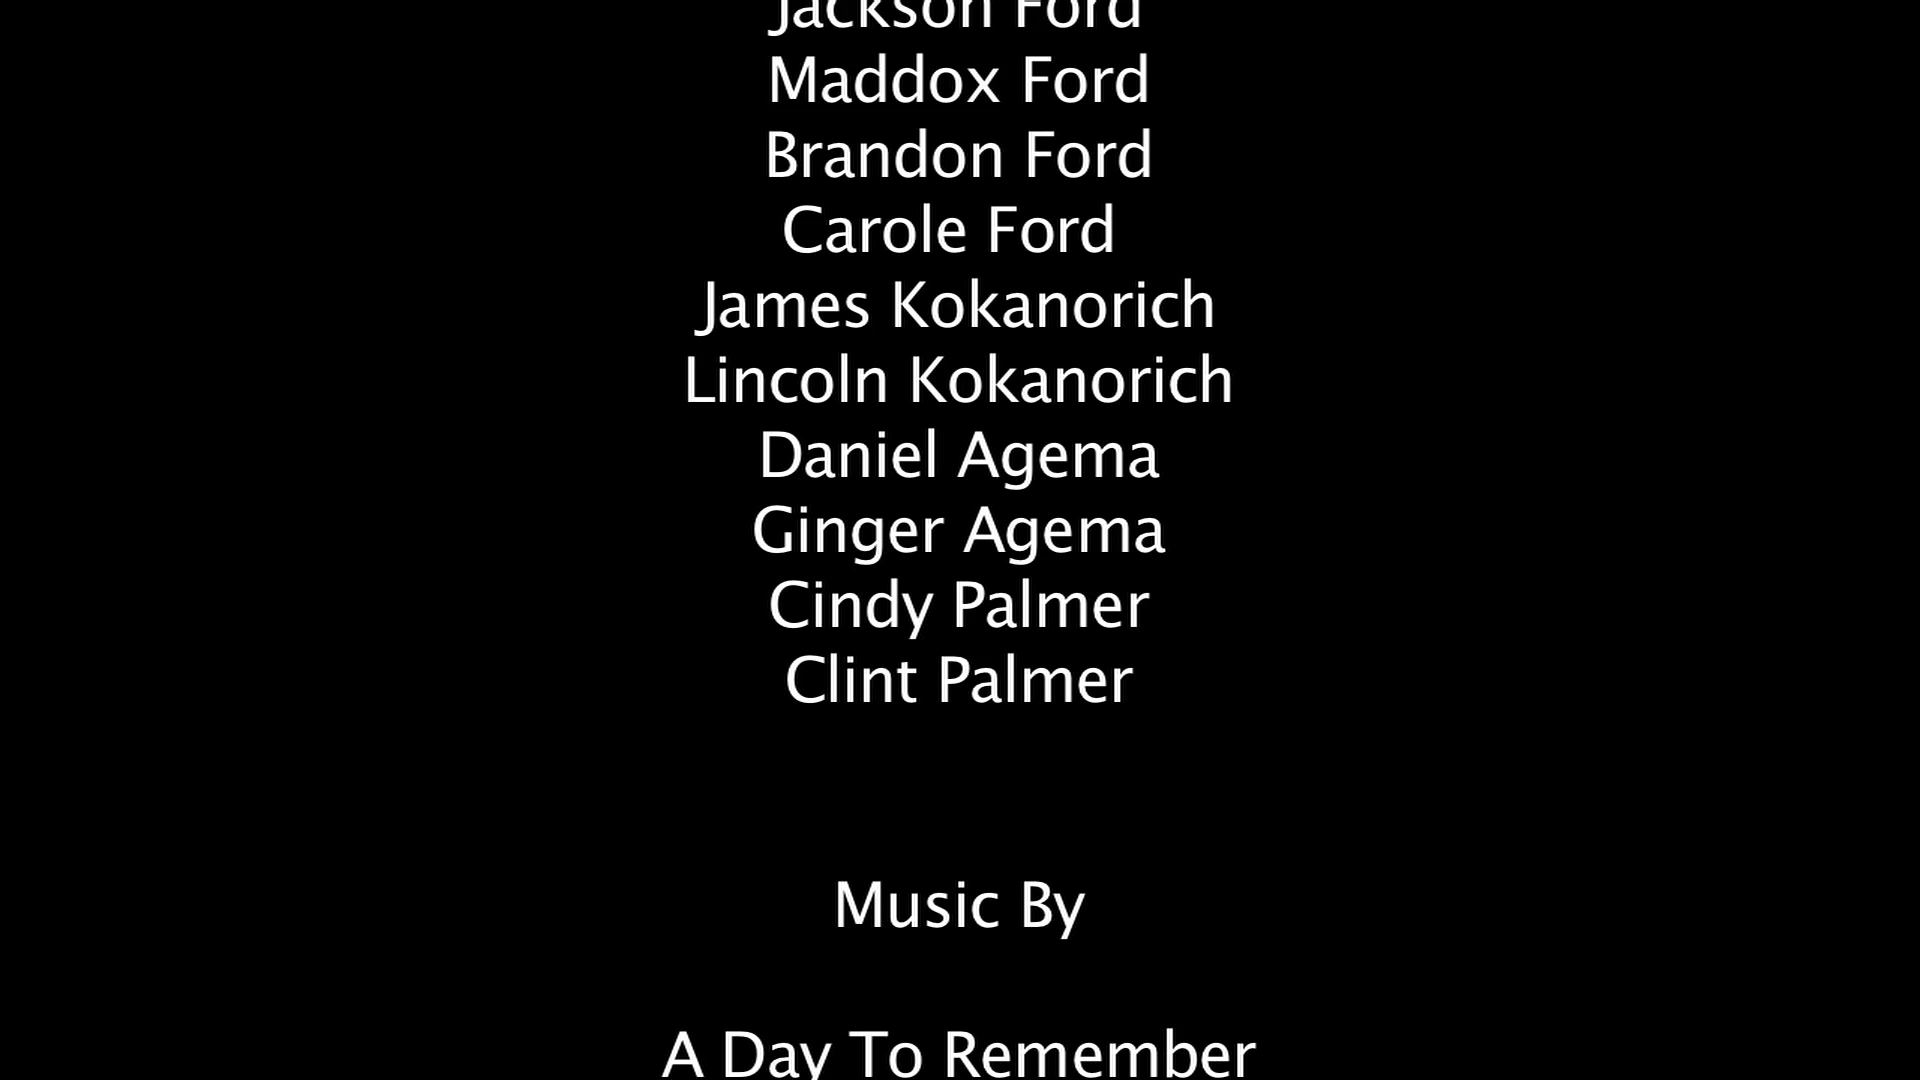 Jackson Ford
Maddox Ford
Brandon Ford
Carole Ford
James Kokanorich
Lincoln Kokanorich
Daniel Agema
Ginger Agema
Cindy Palmer
Clint Palmer
Music By
A Day To Remember